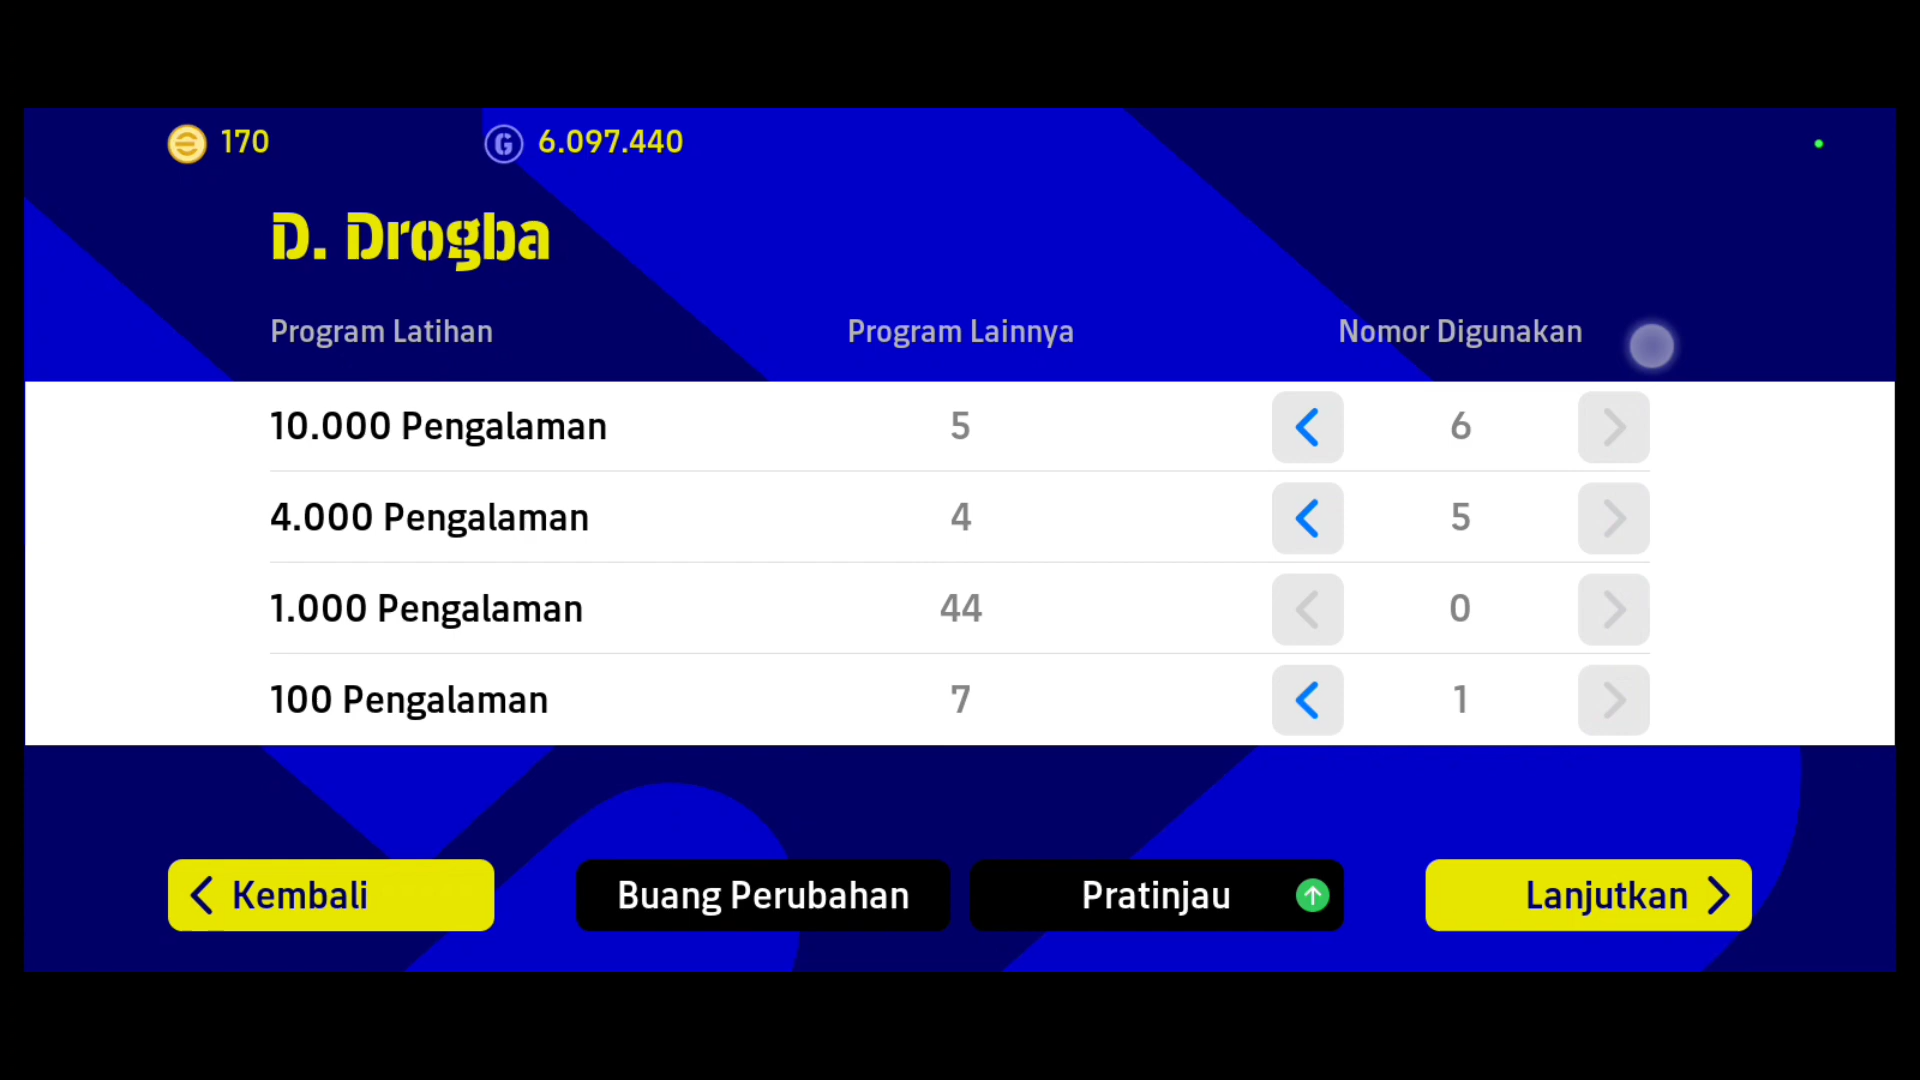 170 6.097.440
D. Drogba
Program Latihan Program Lainnya Nomor Digunakan
10.000 Pengalaman 5 6
4.000 Pengalaman 4 5
1.000 Pengalaman 44 0
100 Pengalaman 7 1
Kembali Buang Perubahan Pratinjau Lanjutkan